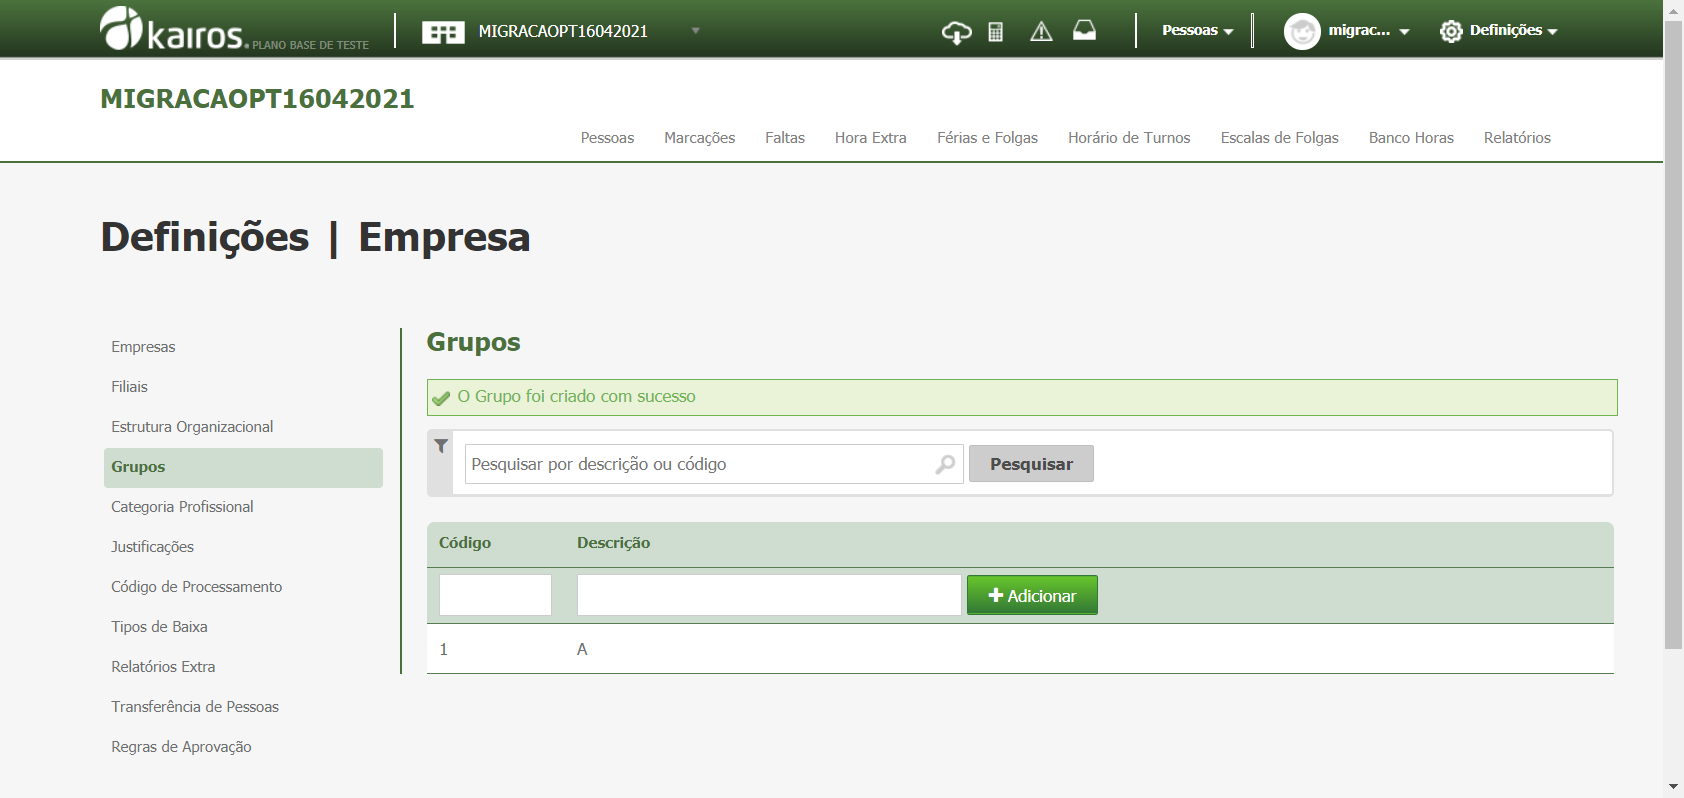 kairos. PLANO BASE DE TESTE
MIGRACAOPT16042021
Pessoas
migrac...
Definições
MIGRACAOPT16042021
Pessoas Marcações Faltas Hora Extra Férias e Folgas Horário de Turnos Escalas de Folgas Banco Horas Relatórios
Definições | Empresa
Empresas
Filiais
Estrutura Organizacional
Grupos
Categoria Profissional
Justificações
Código de Processamento
Tipos de Baixa
Relatórios Extra
Transferência de Pessoas
Regras de Aprovação
Grupos
O Grupo foi criado com sucesso
Pesquisar por descrição ou código
Pesquisar
Código Descrição
Adicionar
1 A